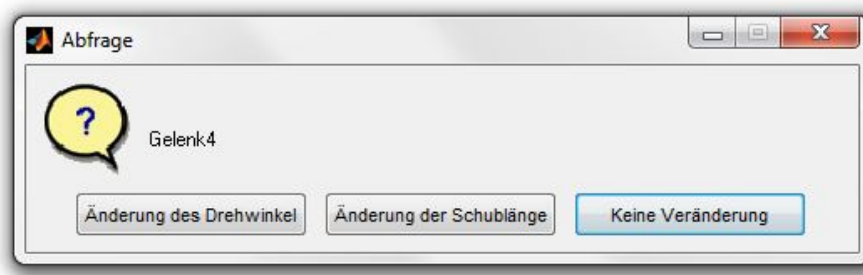 Abfrage
?
Gelenk4
Änderung des Drehwinkel
Änderung der Schublänge
Keine Veränderung